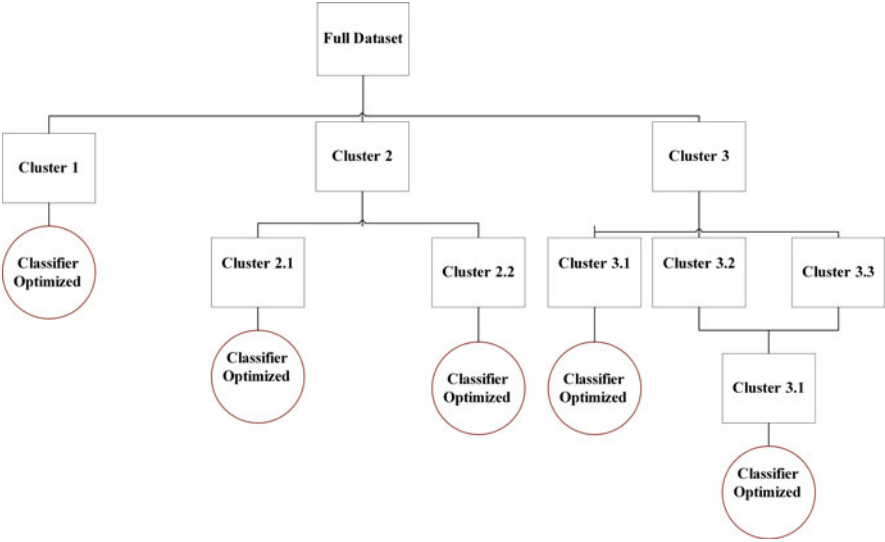 Full Dataset
Cluster 1
Cluster 2
Cluster 3
Classifier
Optimized
Cluster 2.1
Cluster 2.2
Cluster 3.1
Cluster 3.2
Cluster 3.3
Classifier
Optimized
Classifier
Optimized
Classifier
Optimized
Cluster 3.1
Classifier
Optimized